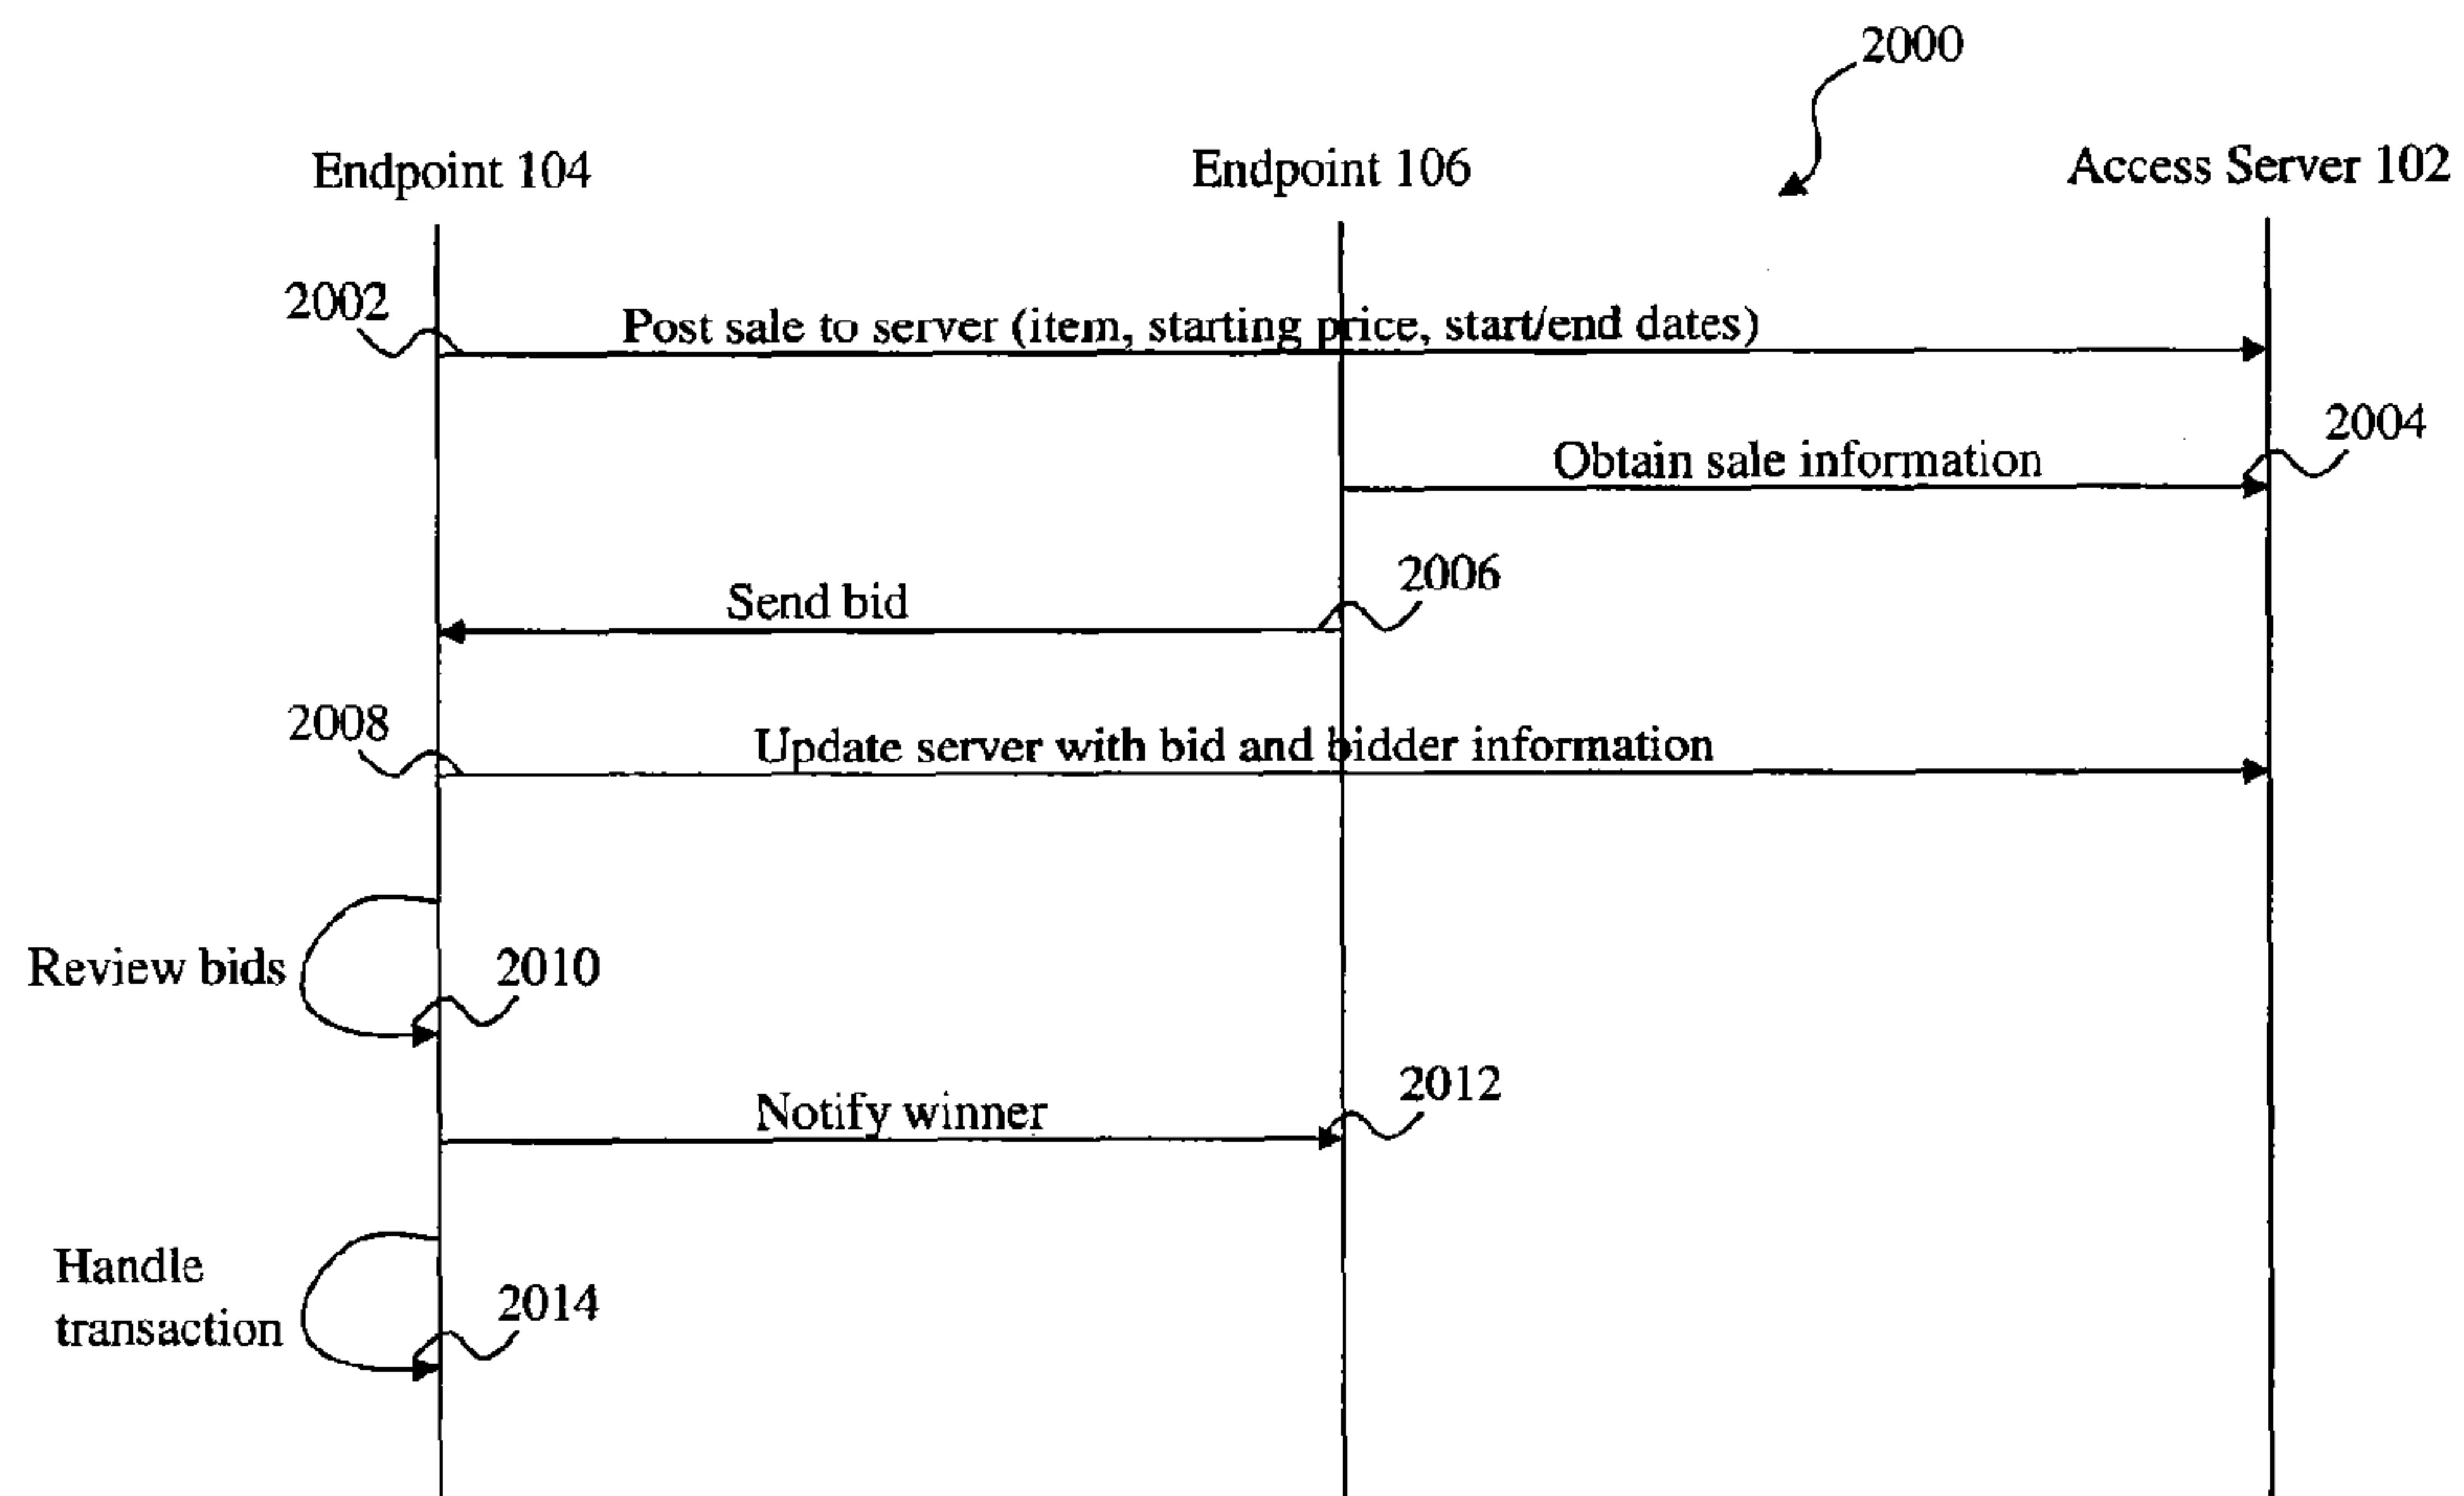 2000
Endpoint 104
Endpoint 106
Access Server 102
2002
Post sale to server (item, starting price, start/end dates)
2004
Obtain sale information
2006
Send bid
2008
Update server with bid and bidder information
Review bids
2010
2012
Notify winner
Handle
transaction
2014